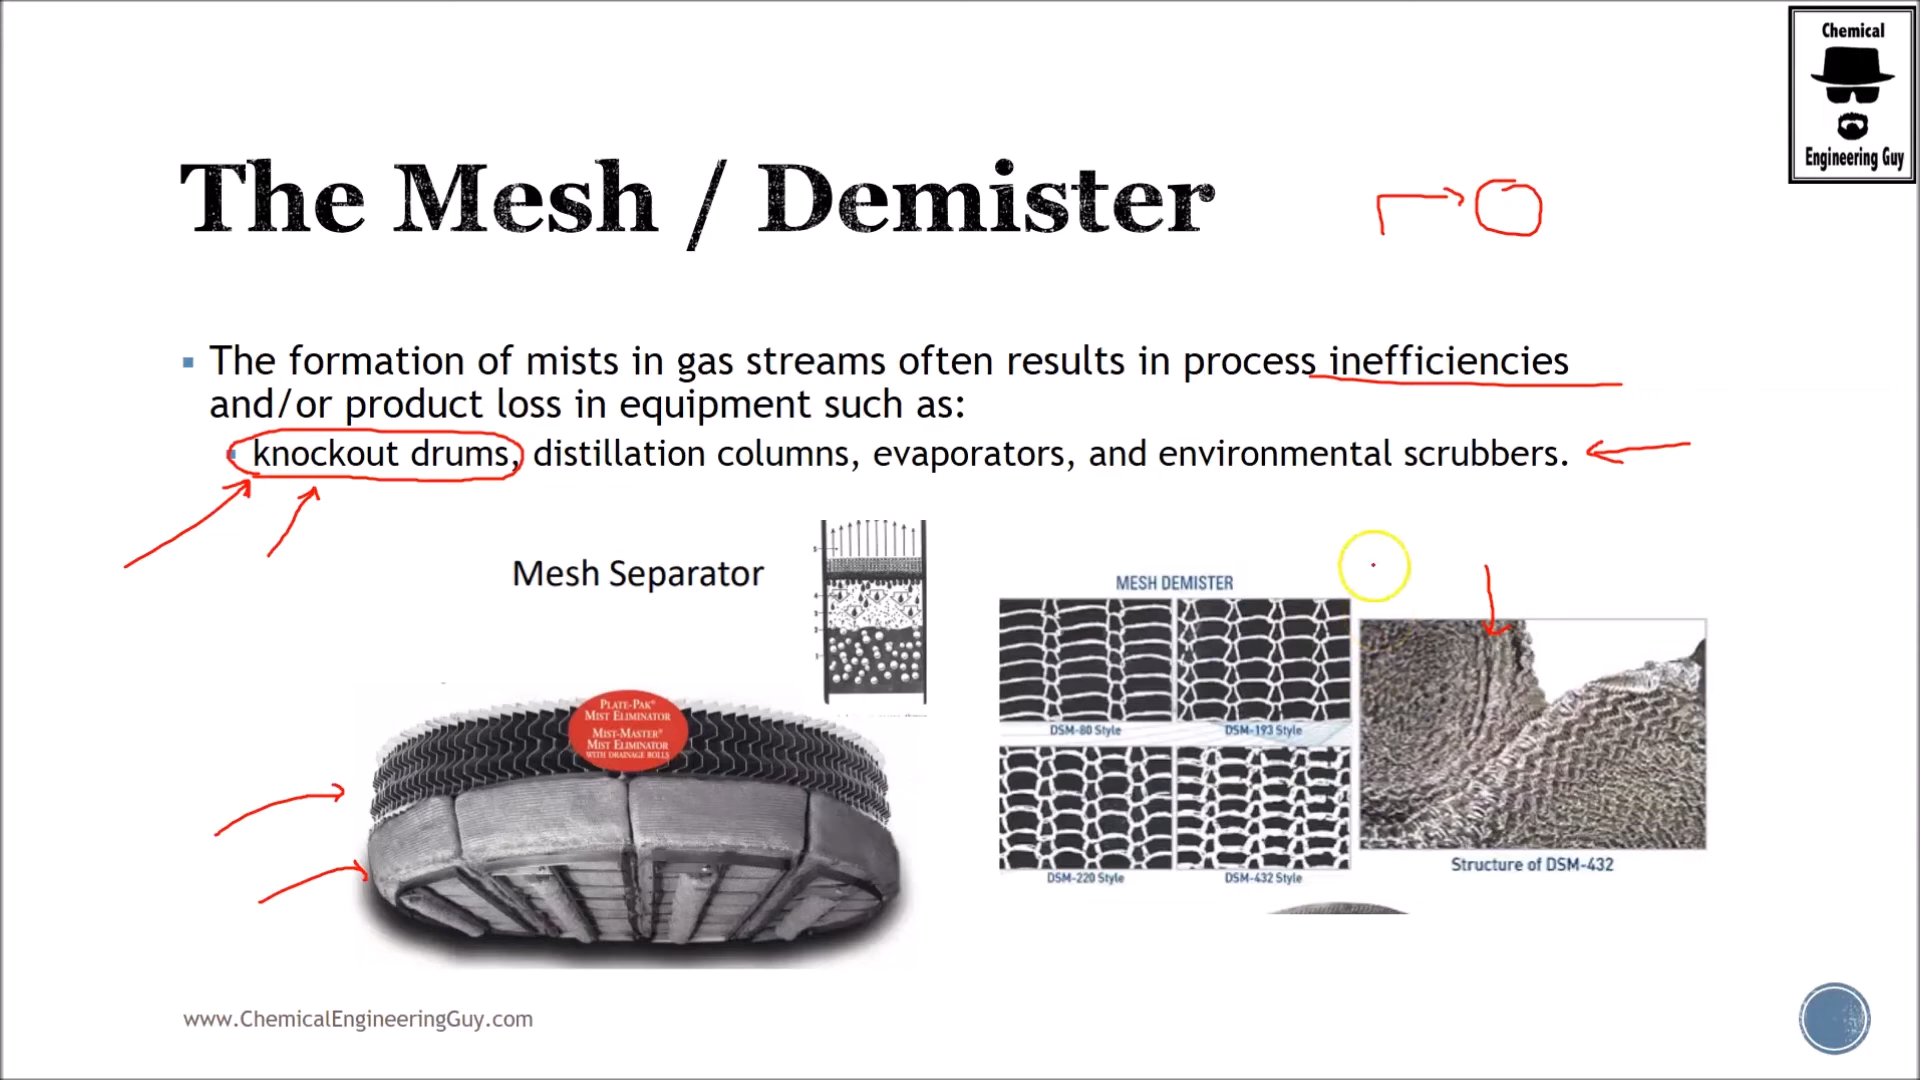 Chemical
Engineering Guy
The Mesh / Demister
The formation of mists in gas streams often results in process inefficiencies
and/or product loss in equipment such as:
knockout drums, distillation columns, evaporators, and environmental scrubbers.
Mesh Separator
PLATE-PAK®
MIST ELIMINATOR
MIST-MASTER®
MIST ELIMINATOR
WITH DRAINAGE ROLLS
MESH DEMISTER
DSM-80 Style
DSM-193 Style
DSM-220 Style
DSM-432 Style
Structure of DSM-432
www.ChemicalEngineeringGuy.com